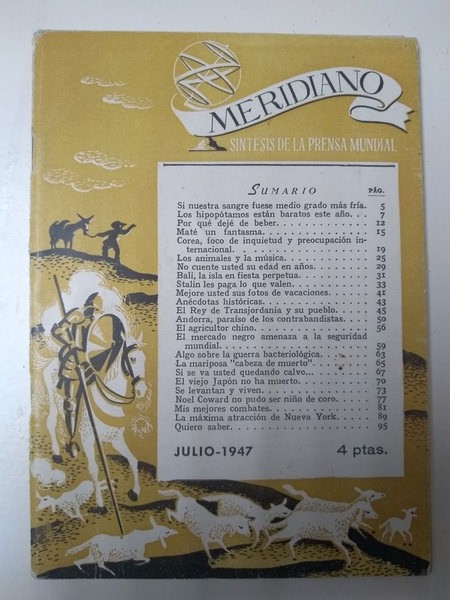 MERIDIANO
SINTESIS DE LA PRENSA MUNDIAL
SUMARIO PÁG.
Si nuestra sangre fuese medio grado más fría. 5
Los hipopótamos están baratos este año. . . 7
Por qué dejé de beber. . . . . . . . . . . . 12
Maté un fantasma. . . . . . . . . . . . . . 15
Corea, foco de inquietud y preocupación in-
ternacional. . . . . . . . . . . . . . . . . 19
Los animales y la música. . . . . . . . . . 25
No cuente usted su edad en años. . . . . . . 29
Bali, la isla en fiesta perpetua. . . . . . . 31
Stalin les paga lo que valen. . . . . . . . . 33
Mejore usted sus fotos de vacaciones. . . . . 41
Anécdotas históricas. . . . . . . . . . . . 43
El Rey de Transjordania y su pueblo. . . . . 45
Andorra, paraíso de los contrabandistas. . . 50
El agricultor chino. . . . . . . . . . . . . 56
El mercado negro amenaza a la seguridad
mundial. . . . . . . . . . . . . . . . . . 59
Algo sobre la guerra bacteriológica. . . . . 63
La mariposa "cabeza de muerto". . . . . . . 65
Si se va usted quedando calvo. . . . . . . . 67
El viejo Japón no ha muerto. . . . . . . . . 70
Se levantan y viven. . . . . . . . . . . . . 73
Noel Coward no pudo ser niño de coro. . . . 77
Mis mejores combates. . . . . . . . . . . . 81
La máxima atracción de Nueva York. . . . . 89
Quiero saber. . . . . . . . . . . . . . . . 95
JULIO-1947 4 ptas.